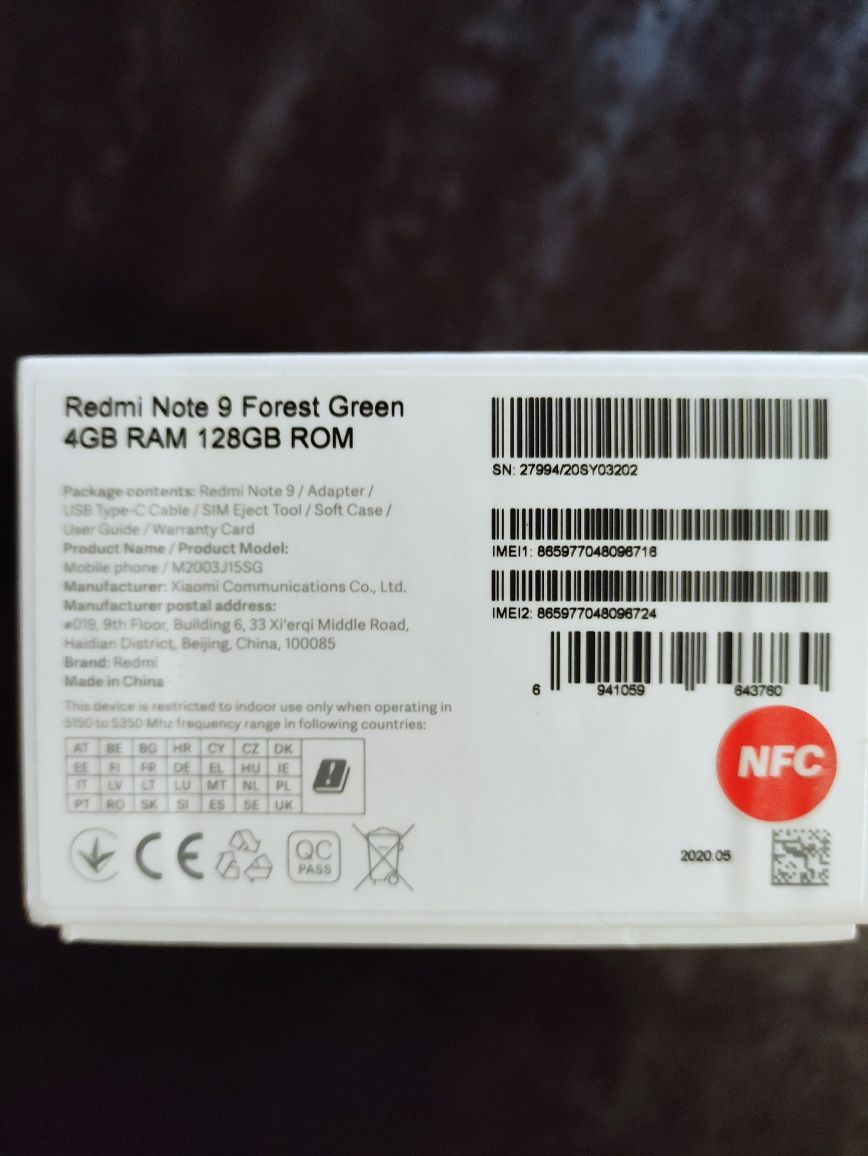 Redmi Note 9 Forest Green
4GB RAM 128GB ROM
Package contents: Redmi Note 9 / Adapter /
USB Type-C Cable / SIM Eject Tool / Soft Case /
User Guide / Warranty Card
Product Name / Product Model:
Mobile phone / M2003J15SG
Manufacturer: Xiaomi Communications Co., Ltd.
Manufacturer postal address:
#019, 9th Floor, Building 6, 33 Xi'erqi Middle Road,
Haidian District, Beijing, China, 100085
Brand: Redmi
Made in China
This device is restricted to indoor use only when operating in
5150 to 5350 Mhz frequency range in following countries:
AT BE BG HR CY CZ DK
EE FI FR DE EL HU IE
IT LV LT LU MT NL PL
PT RO SK SI ES SE UK
CE
QC
PASS
SN: 27994/20SY03202
IMEI1: 865977048096716
IMEI2: 865977048096724
6 941059 643760
NFC
2020.05